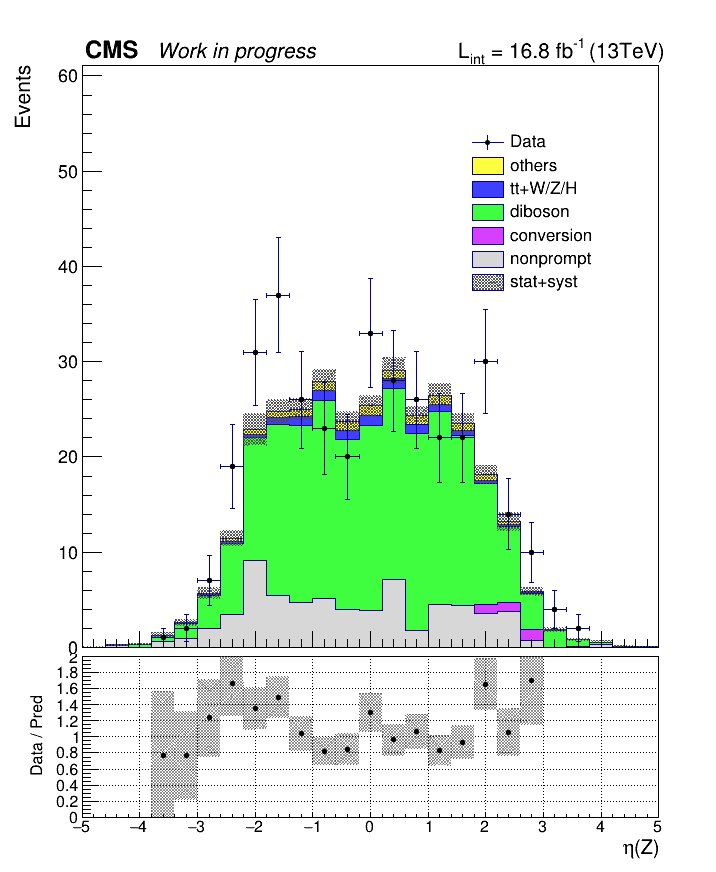 CMS Work in progress L_int = 16.8 fb^-1 (13TeV)
Events
60
50
40
30
20
10
0
Data
others
tt+W/Z/H
diboson
conversion
nonprompt
stat+syst
Data / Pred
2
1.8
1.6
1.4
1.2
1
0.8
0.6
0.4
0.2
0
−5 −4 −3 −2 −1 0 1 2 3 4 5
η(Z)